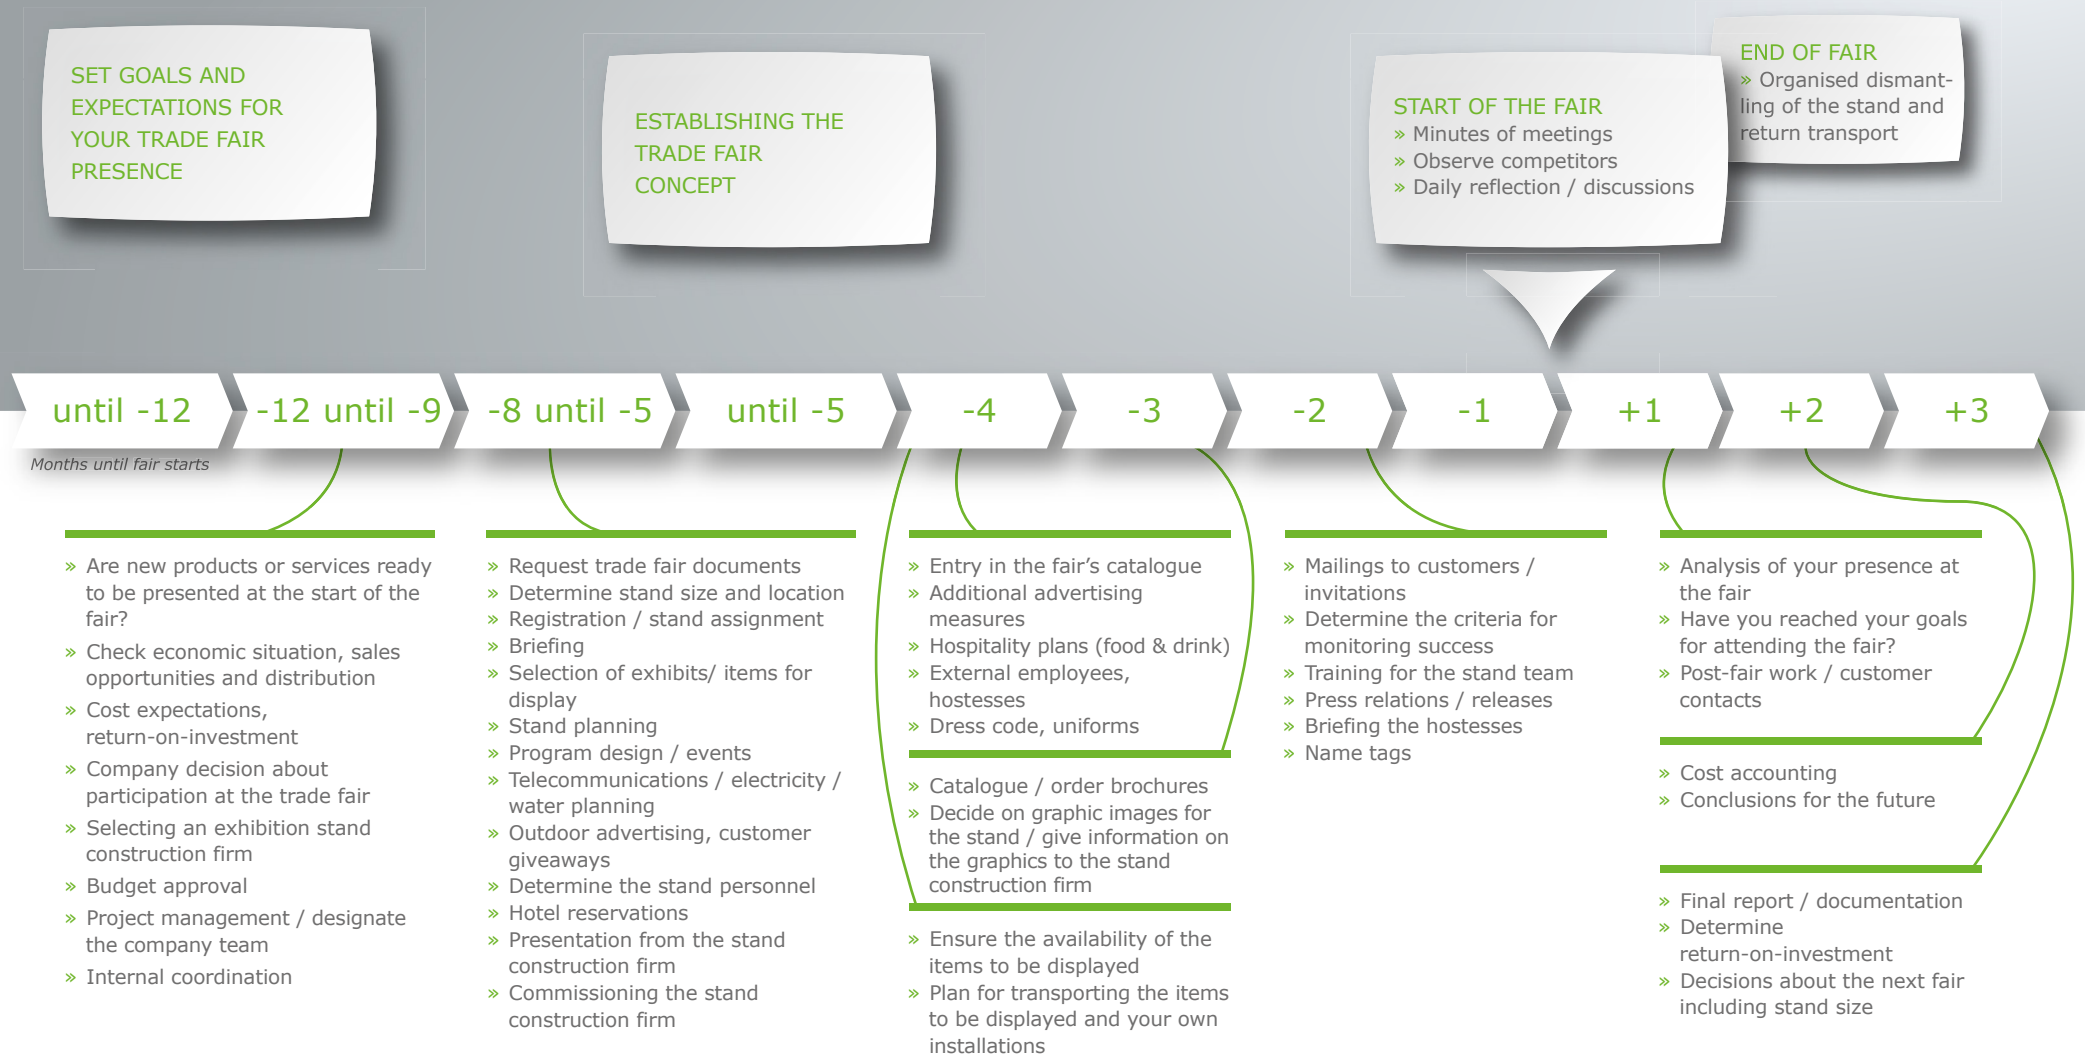 SET GOALS AND
EXPECTATIONS FOR
YOUR TRADE FAIR
PRESENCE
ESTABLISHING THE
TRADE FAIR
CONCEPT
START OF THE FAIR
» Minutes of meetings
» Observe competitors
» Daily reflection / discussions
END OF FAIR
» Organised dismant-
ling of the stand and
return transport
until -12
-12 until -9
-8 until -5
until -5
-4
-3
-2
-1
+1
+2
+3
Months until fair starts
» Are new products or services ready
to be presented at the start of the
fair?
» Check economic situation, sales
opportunities and distribution
» Cost expectations,
return-on-investment
» Company decision about
participation at the trade fair
» Selecting an exhibition stand
construction firm
» Budget approval
» Project management / designate
the company team
» Internal coordination
» Request trade fair documents
» Determine stand size and location
» Registration / stand assignment
» Briefing
» Selection of exhibits/ items for
display
» Stand planning
» Program design / events
» Telecommunications / electricity /
water planning
» Outdoor advertising, customer
giveaways
» Determine the stand personnel
» Hotel reservations
» Presentation from the stand
construction firm
» Commissioning the stand
construction firm
» Entry in the fair’s catalogue
» Additional advertising
measures
» Hospitality plans (food & drink)
» External employees,
hostesses
» Dress code, uniforms
» Catalogue / order brochures
» Decide on graphic images for
the stand / give information on
the graphics to the stand
construction firm
» Ensure the availability of the
items to be displayed
» Plan for transporting the items
to be displayed and your own
installations
» Mailings to customers /
invitations
» Determine the criteria for
monitoring success
» Training for the stand team
» Press relations / releases
» Briefing the hostesses
» Name tags
» Analysis of your presence at
the fair
» Have you reached your goals
for attending the fair?
» Post-fair work / customer
contacts
» Cost accounting
» Conclusions for the future
» Final report / documentation
» Determine
return-on-investment
» Decisions about the next fair
including stand size